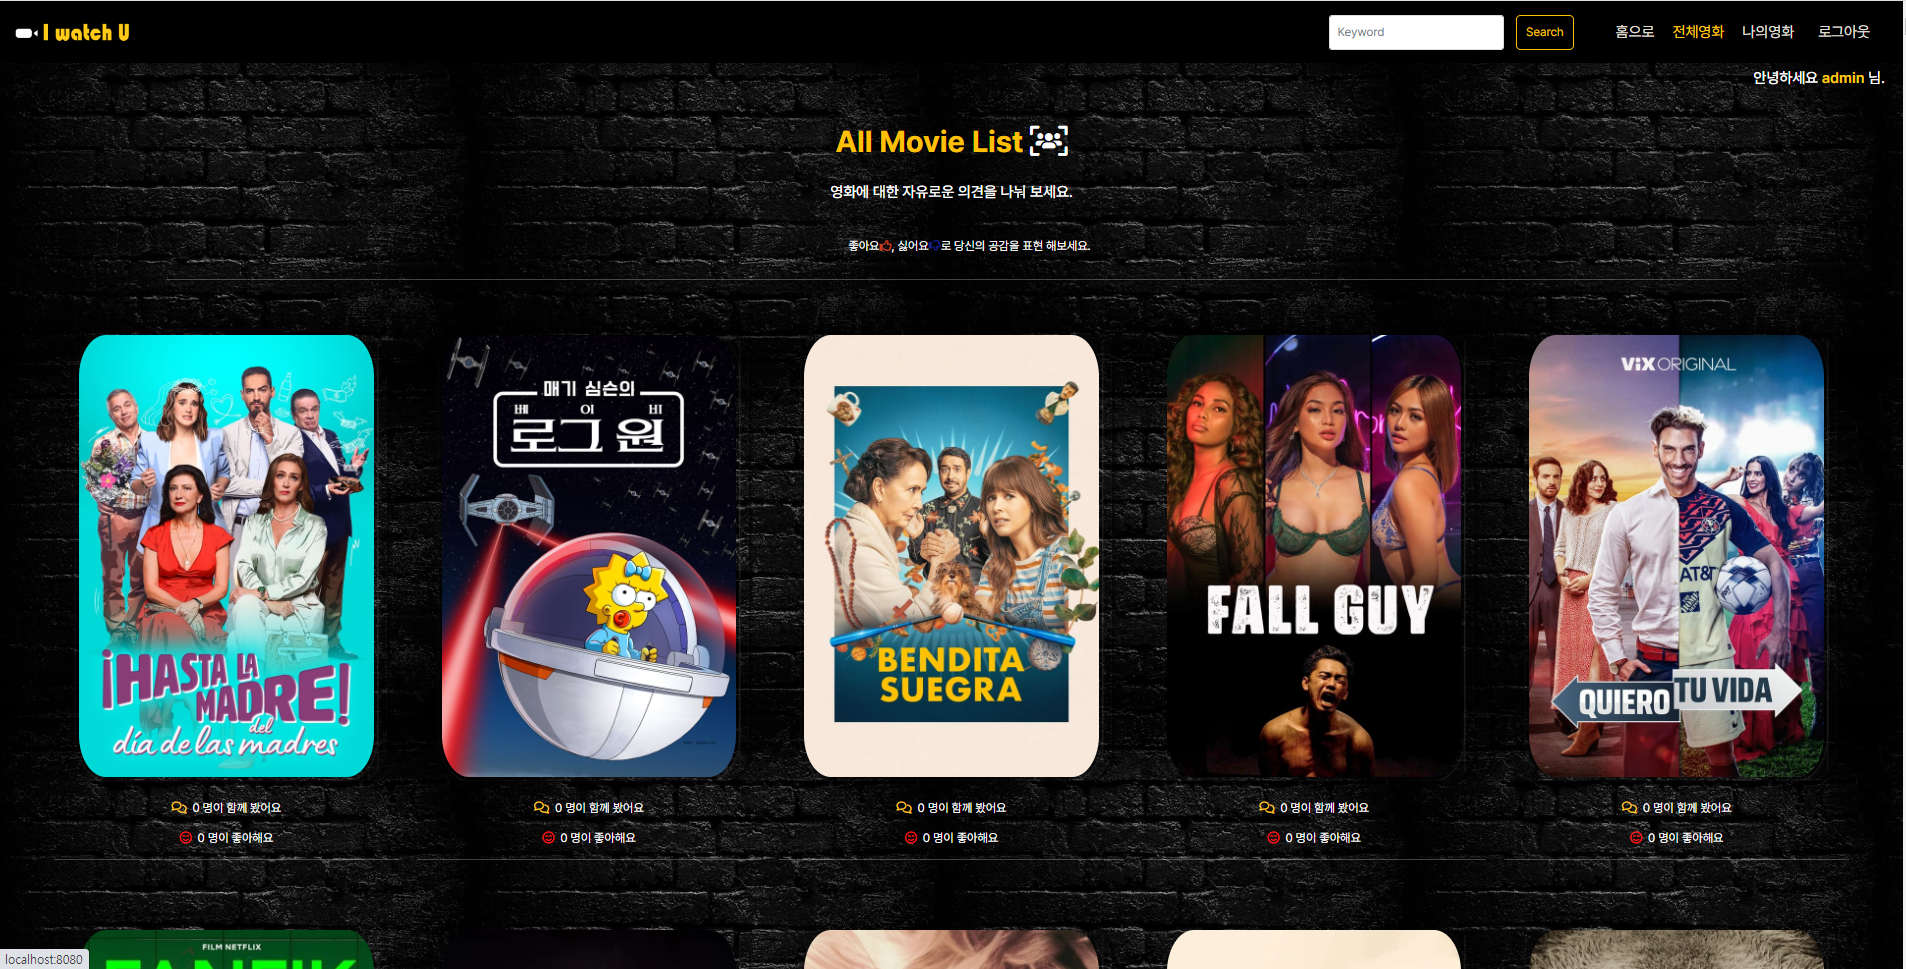 I watch U
Keyword
Search
홈으로
전체영화
나의영화
로그아웃
안녕하세요 admin 님.
All Movie List
영화에 대한 자유로운 의견을 나눠 보세요.
좋아요, 싫어요로 당신의 공감을 표현 해보세요.
¡HASTA LA
MADRE!
del
día de las madres
매기 심슨의
베이비
로그 원
BENDITA
SUEGRA
FALL GUY
ViX ORIGINAL
AT&T
QUIERO
TU VIDA
0 명이 함께 봤어요
0 명이 함께 봤어요
0 명이 함께 봤어요
0 명이 함께 봤어요
0 명이 함께 봤어요
0 명이 좋아해요
0 명이 좋아해요
0 명이 좋아해요
0 명이 좋아해요
0 명이 좋아해요
FILM NETFLIX
localhost:8080